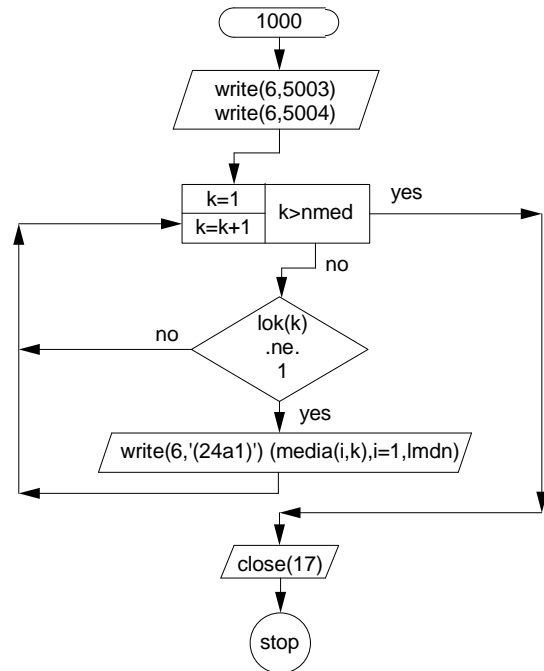 1000
write(6,5003)
write(6,5004)
k=1
k=k+1
k>nmed
yes
no
lok(k)
.ne.
1
no
yes
write(6,'(24a1)') (media(i,k),i=1,lmdn)
close(17)
stop